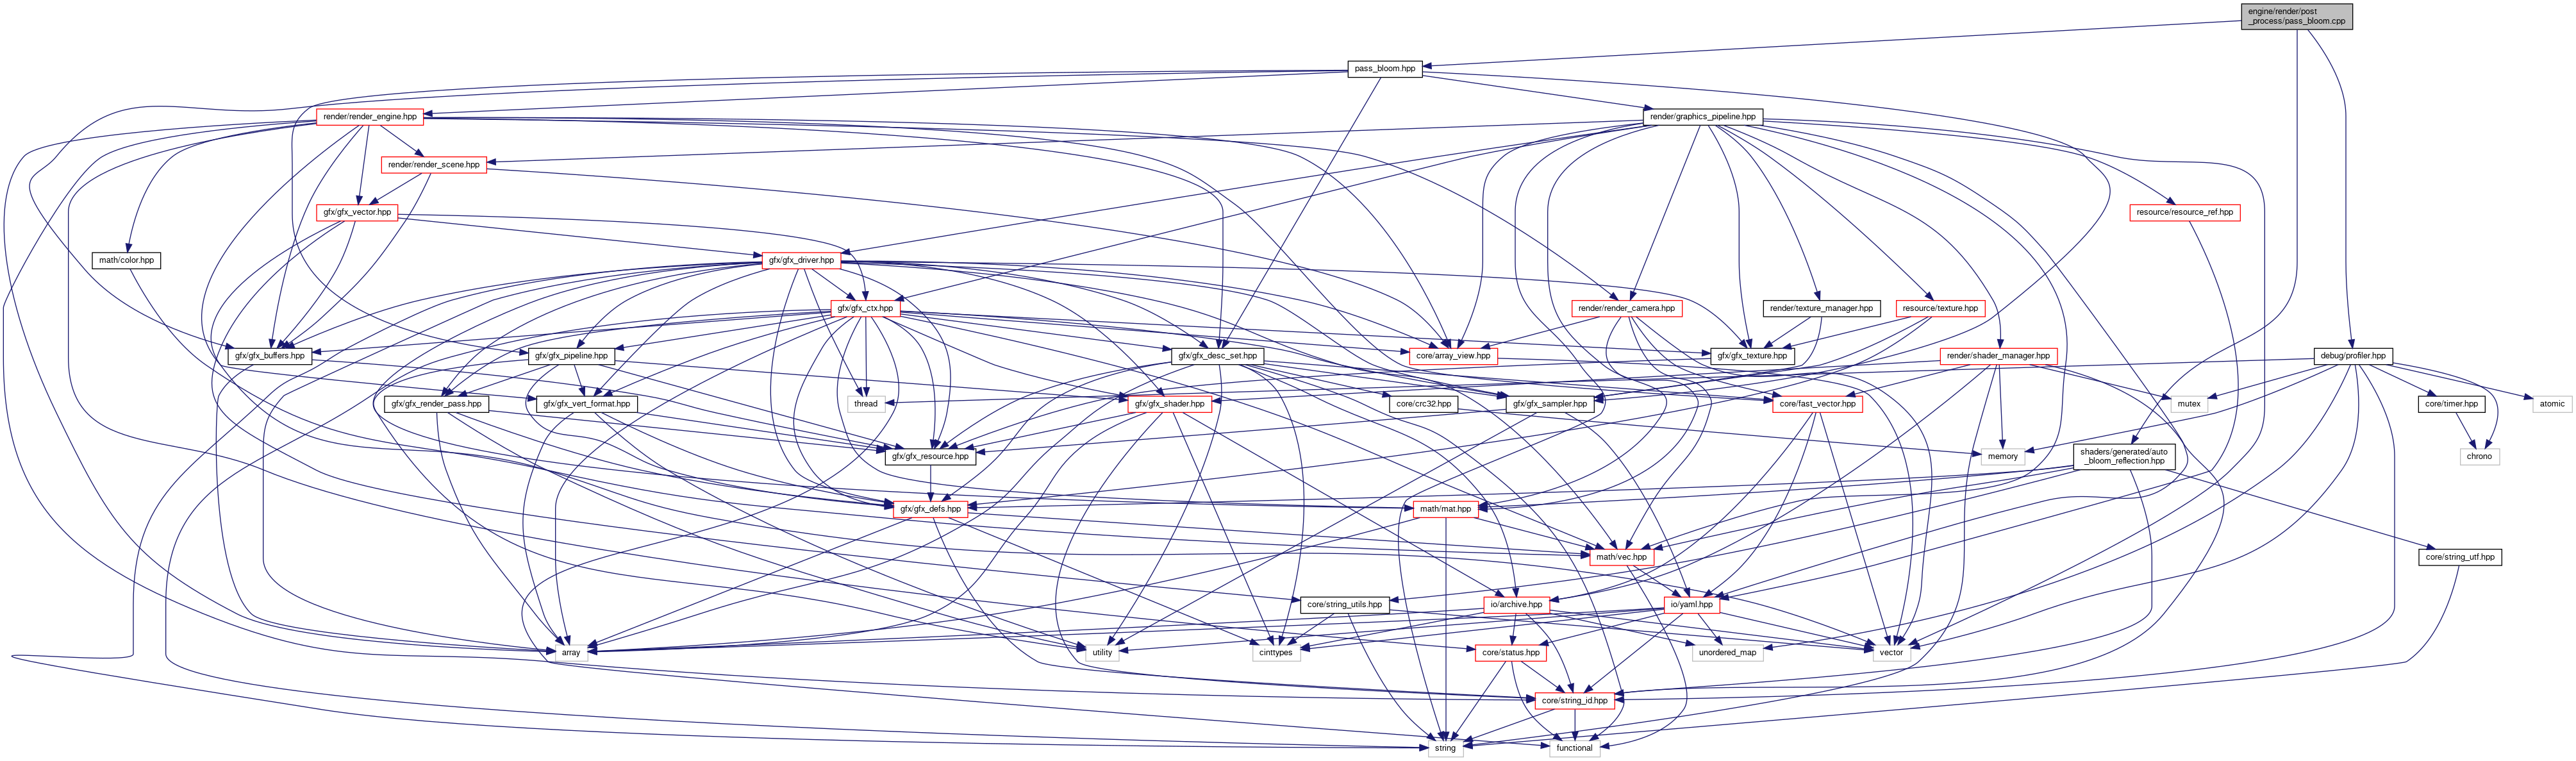 engine/render/post
_process/pass_bloom.cpp
pass_bloom.hpp
render/render_engine.hpp
render/graphics_pipeline.hpp
render/render_scene.hpp
gfx/gfx_vector.hpp
resource/resource_ref.hpp
math/color.hpp
gfx/gfx_driver.hpp
gfx/gfx_ctx.hpp
render/render_camera.hpp
render/texture_manager.hpp
resource/texture.hpp
gfx/gfx_buffers.hpp
gfx/gfx_pipeline.hpp
gfx/gfx_desc_set.hpp
core/array_view.hpp
gfx/gfx_texture.hpp
render/shader_manager.hpp
debug/profiler.hpp
gfx/gfx_render_pass.hpp
gfx/gfx_vert_format.hpp
thread
gfx/gfx_shader.hpp
core/crc32.hpp
gfx/gfx_sampler.hpp
core/fast_vector.hpp
mutex
core/timer.hpp
atomic
gfx/gfx_resource.hpp
memory
shaders/generated/auto
_bloom_reflection.hpp
chrono
gfx/gfx_defs.hpp
math/mat.hpp
math/vec.hpp
core/string_utf.hpp
core/string_utils.hpp
io/archive.hpp
io/yaml.hpp
array
utility
cinttypes
core/status.hpp
unordered_map
vector
core/string_id.hpp
string
functional